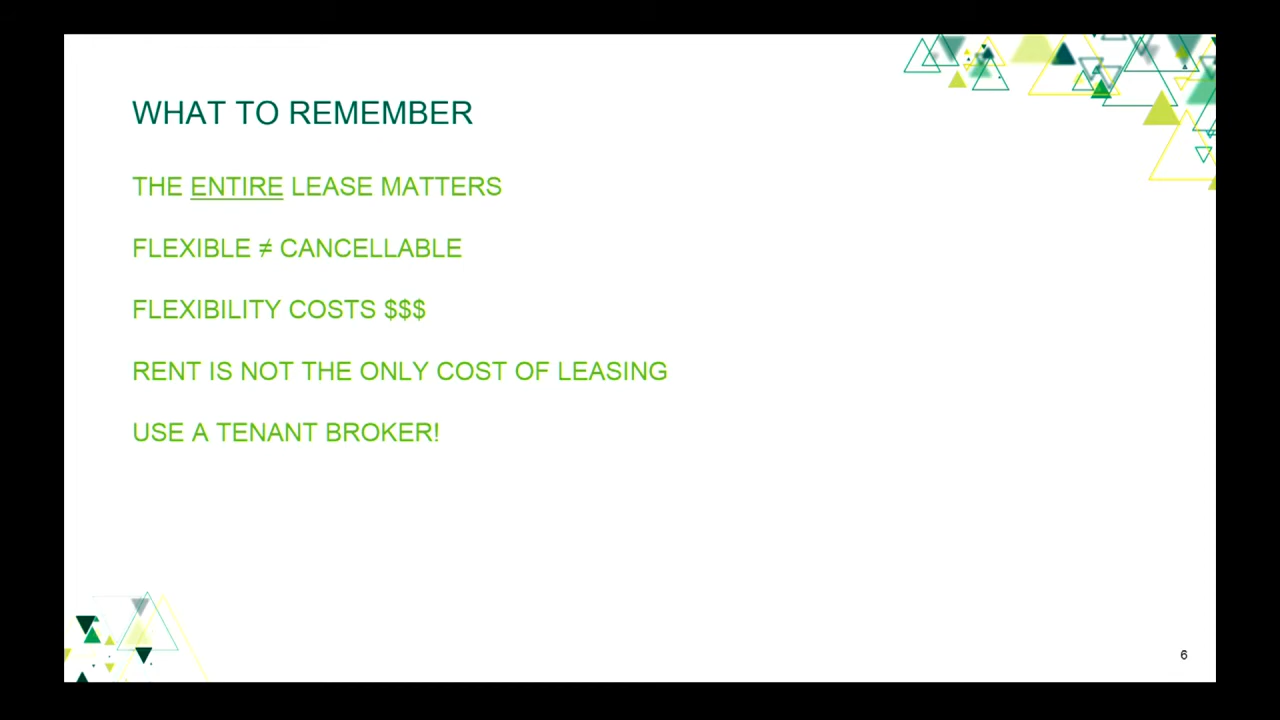 WHAT TO REMEMBER
THE ENTIRE LEASE MATTERS
FLEXIBLE ≠ CANCELLABLE
FLEXIBILITY COSTS $$$
RENT IS NOT THE ONLY COST OF LEASING
USE A TENANT BROKER!
6